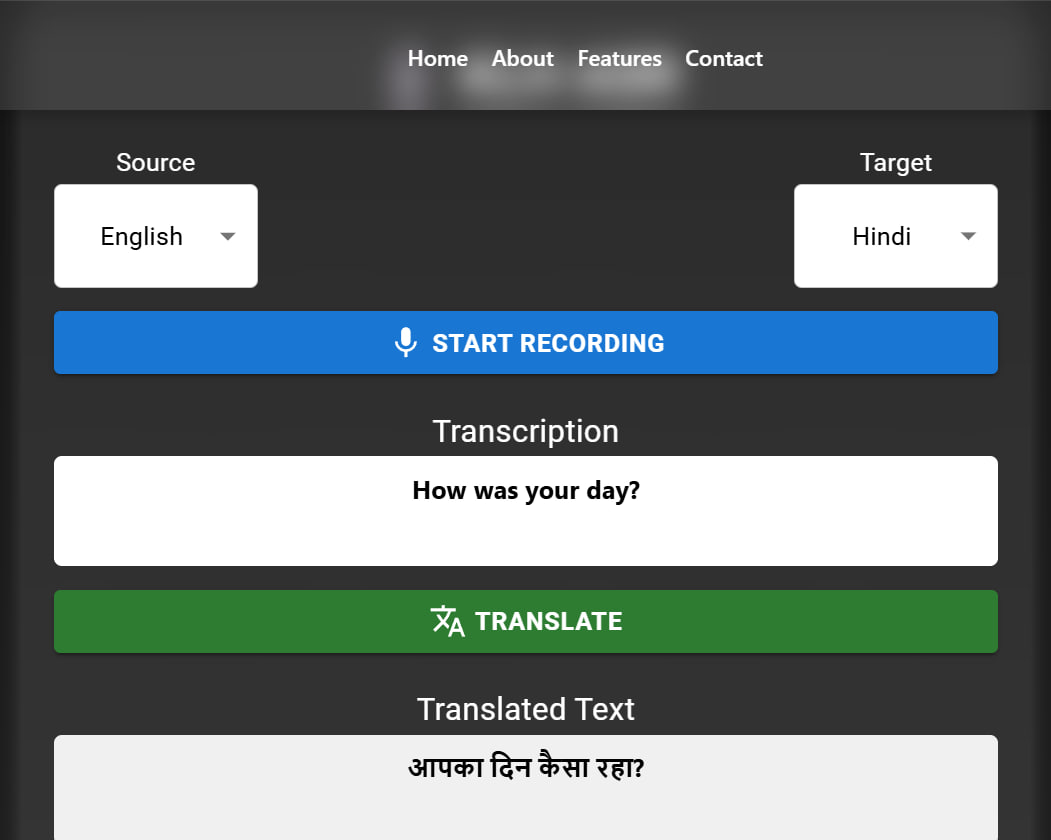 Home About Features Contact
Source Target
English Hindi
START RECORDING
Transcription
How was your day?
TRANSLATE
Translated Text
आपका दिन कैसा रहा?